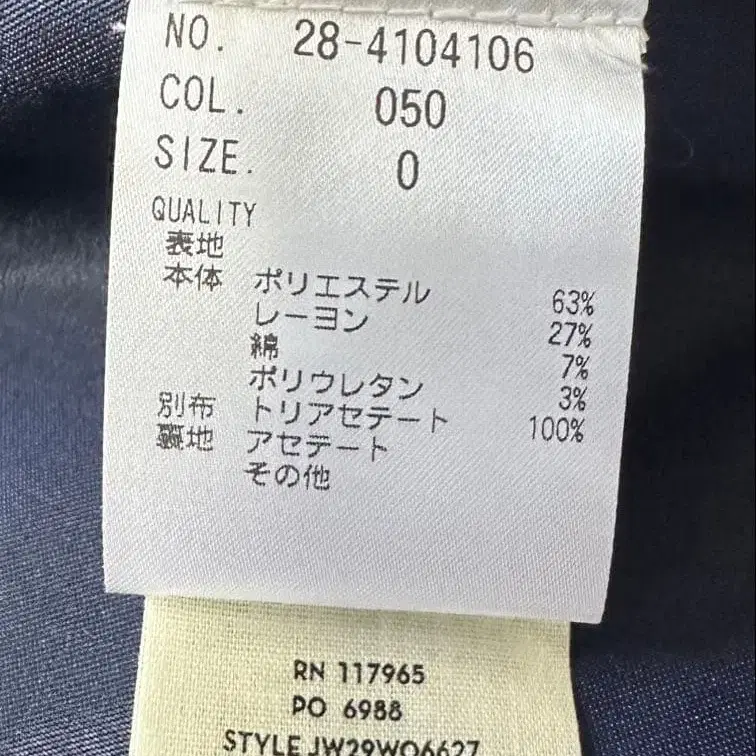 NO. 28-4104106
COL. 050
SIZE. 0
QUALITY
表地
本体 ポリエステル 63%
レーヨン 27%
綿 7%
ポリウレタン 3%
別布 トリアセテート 100%
裏地 アセテート
その他
RN 117965
PO 6988
STYLE JW29WO6627